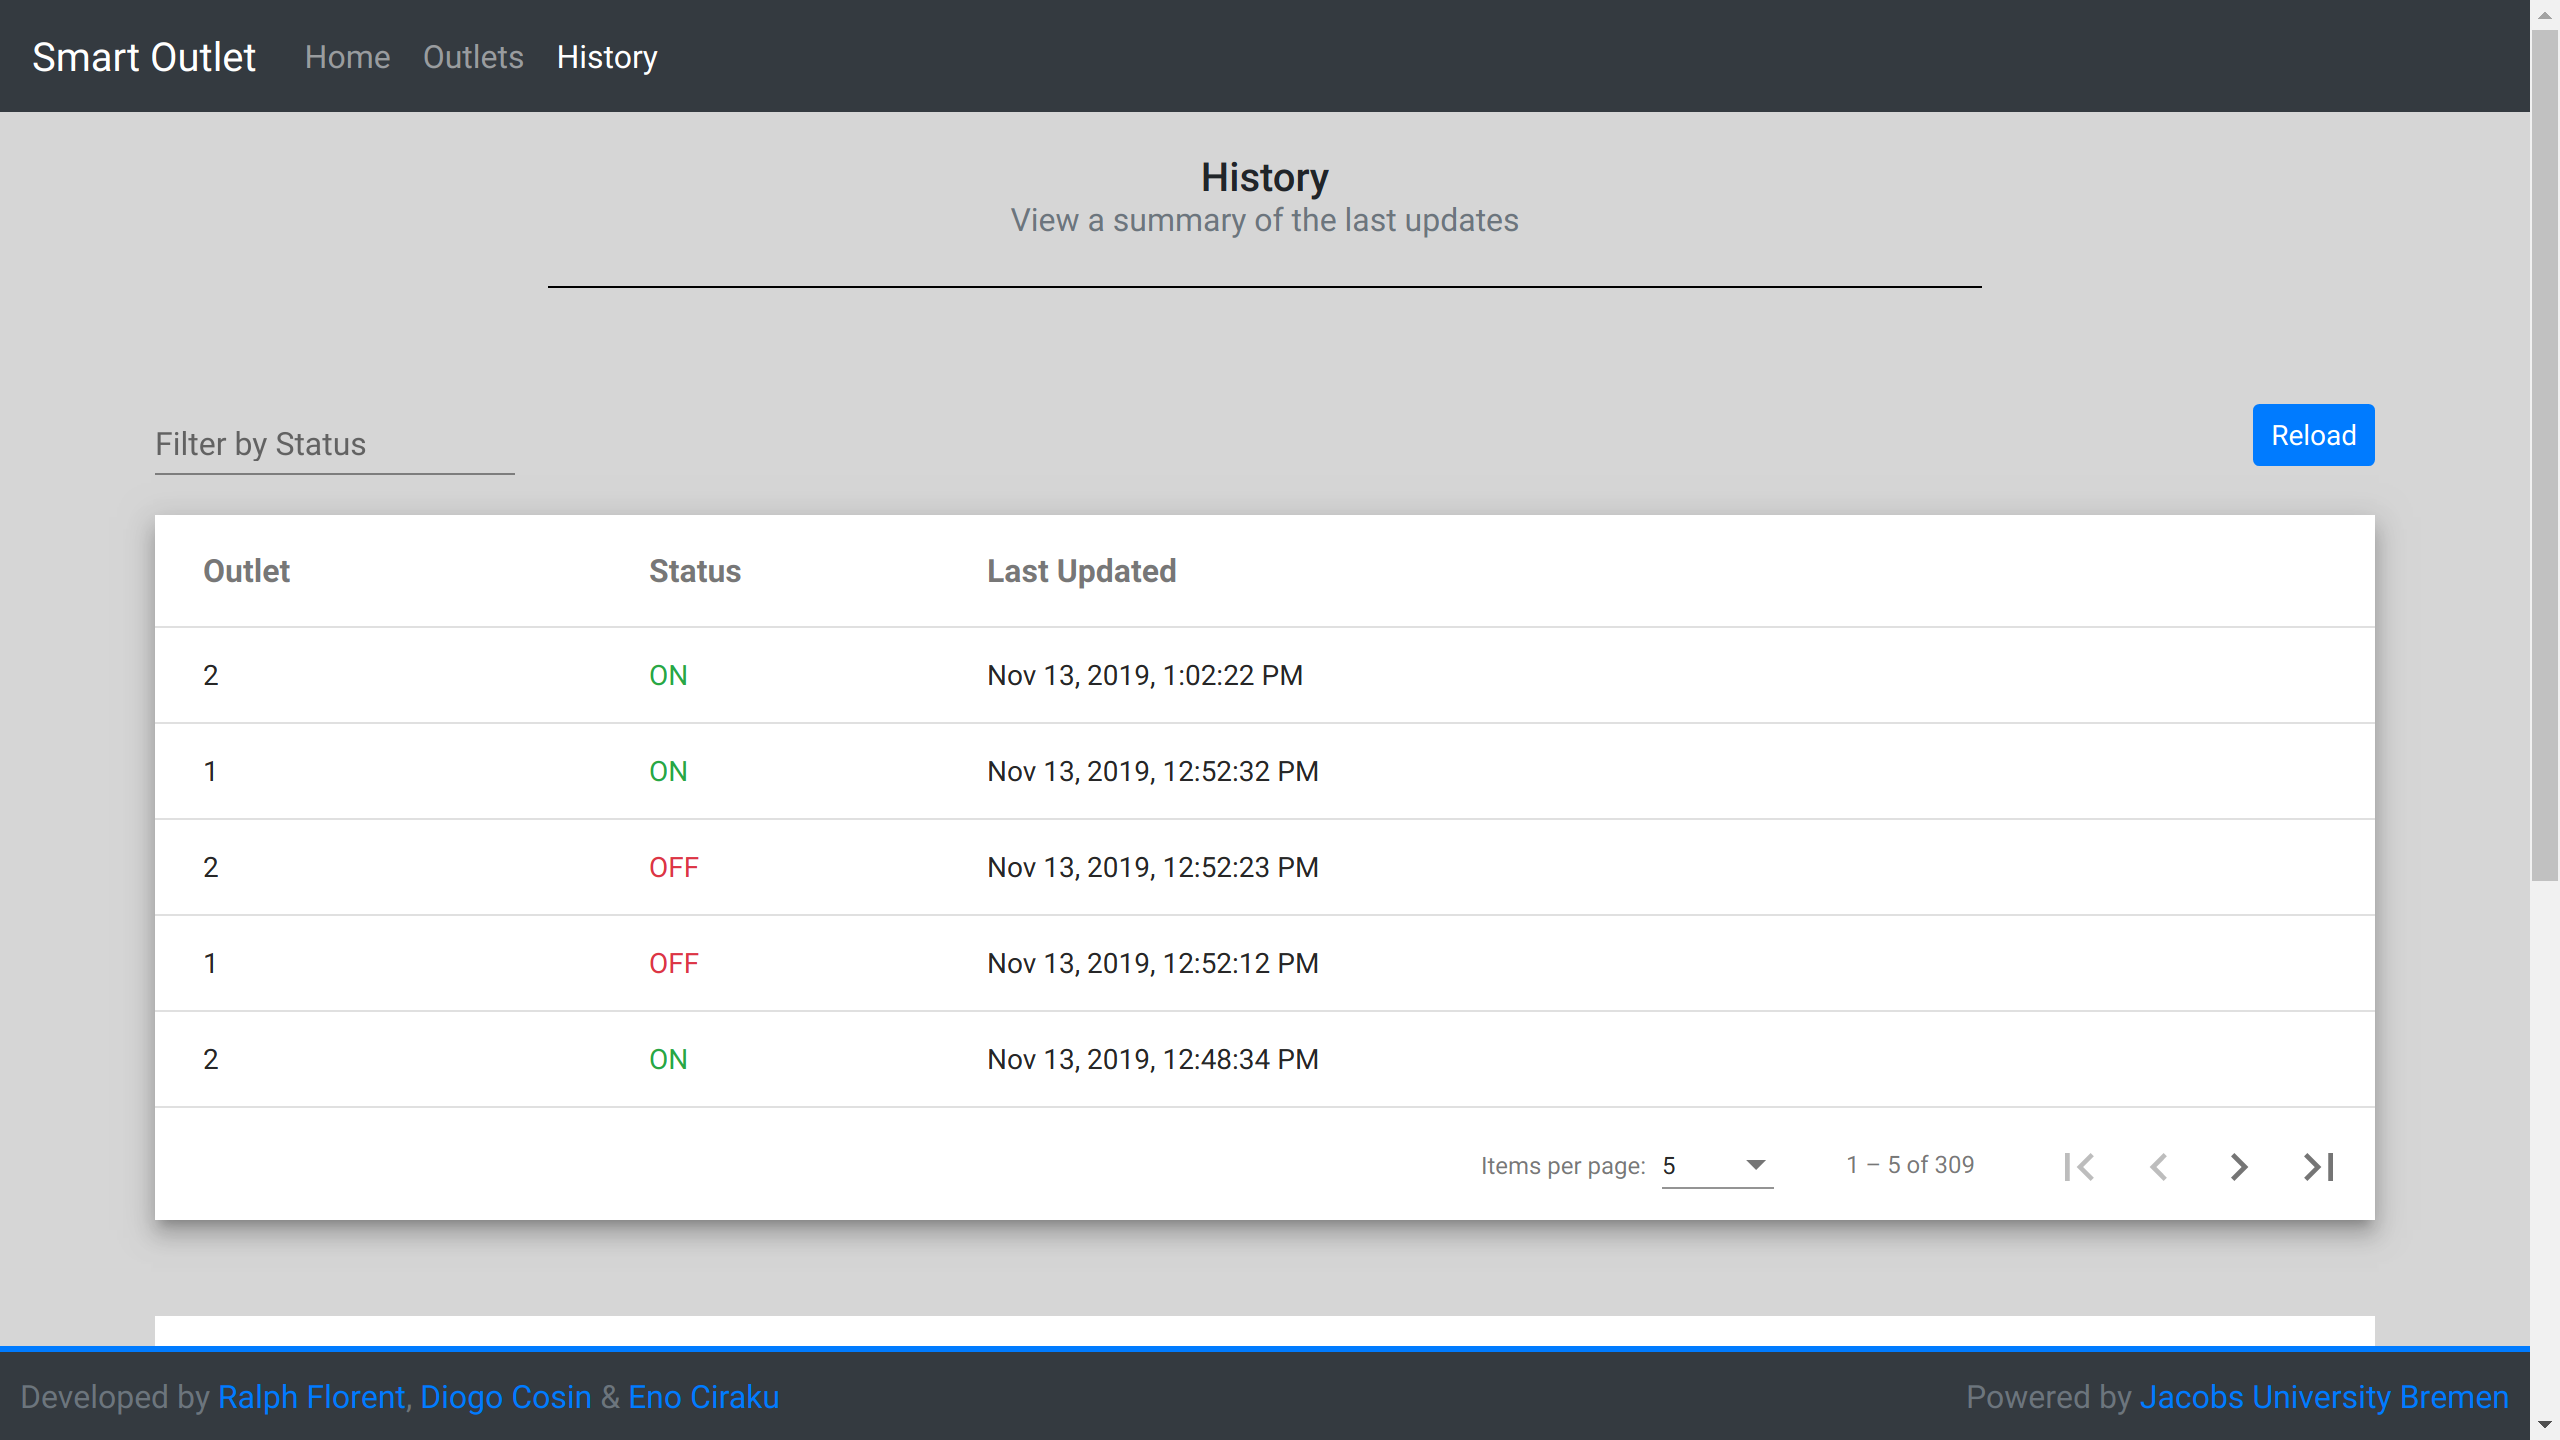 Smart Outlet Home Outlets History
History
View a summary of the last updates
Filter by Status
Reload
Outlet Status Last Updated
2 ON Nov 13, 2019, 1:02:22 PM
1 ON Nov 13, 2019, 12:52:32 PM
2 OFF Nov 13, 2019, 12:52:23 PM
1 OFF Nov 13, 2019, 12:52:12 PM
2 ON Nov 13, 2019, 12:48:34 PM
Items per page: 5 1 – 5 of 309
Developed by Ralph Florent, Diogo Cosin & Eno Ciraku Powered by Jacobs University Bremen